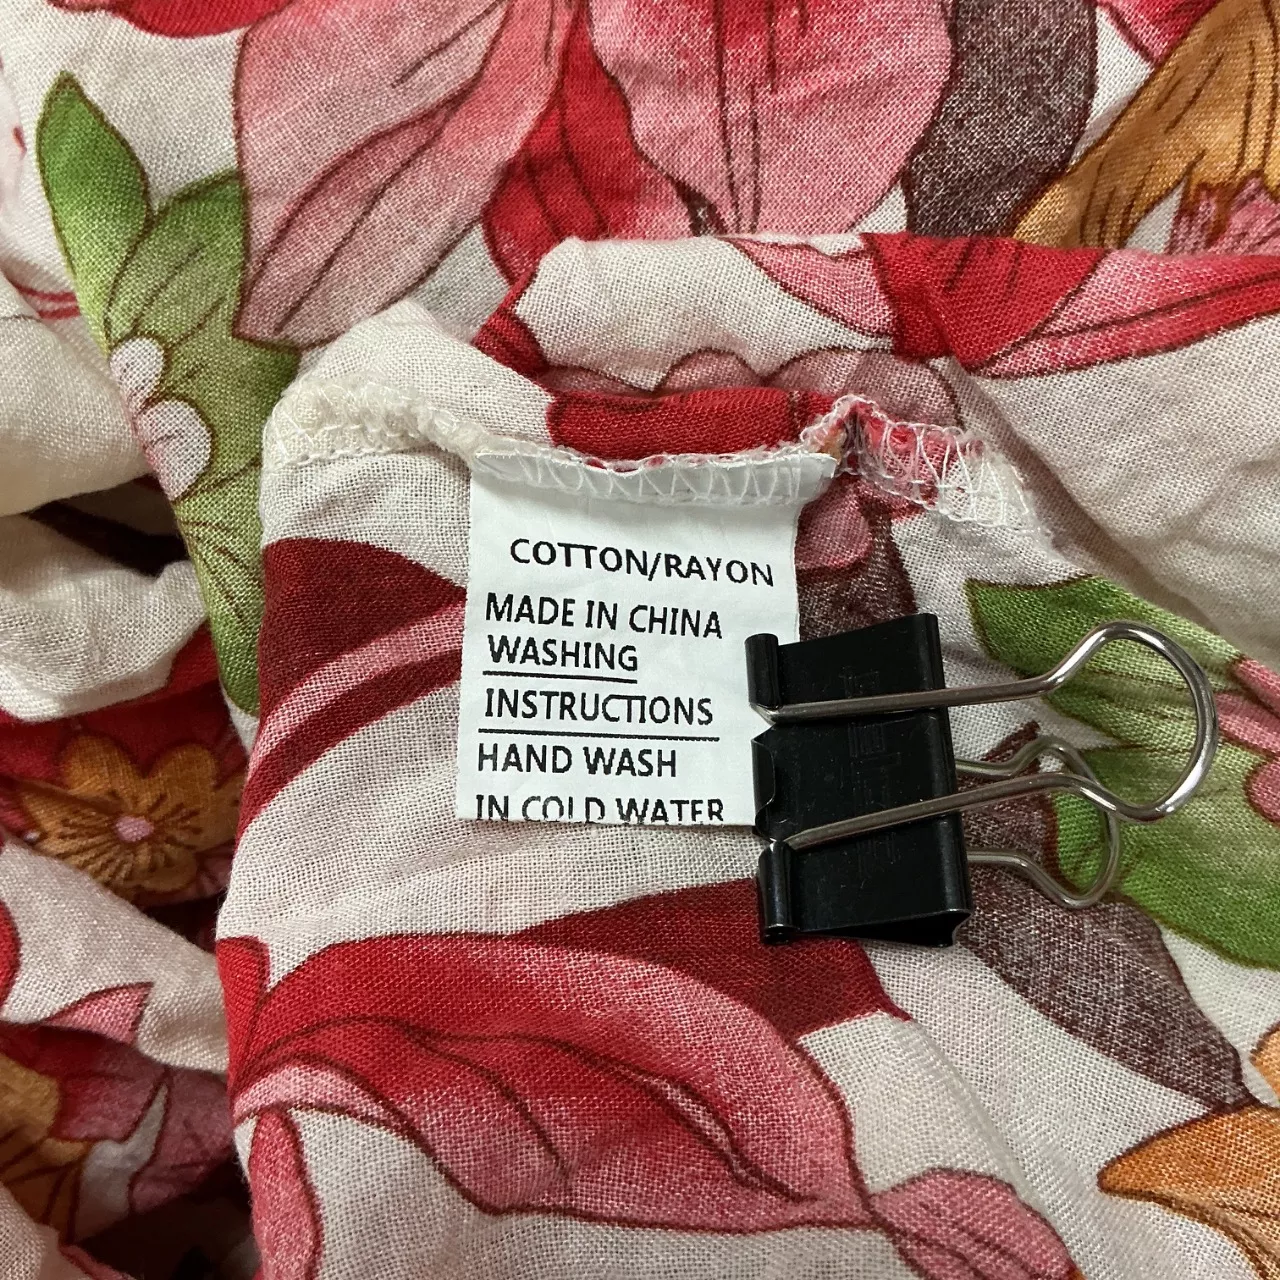 COTTON/RAYON
MADE IN CHINA
WASHING
INSTRUCTIONS
HAND WASH
IN COLD WATER